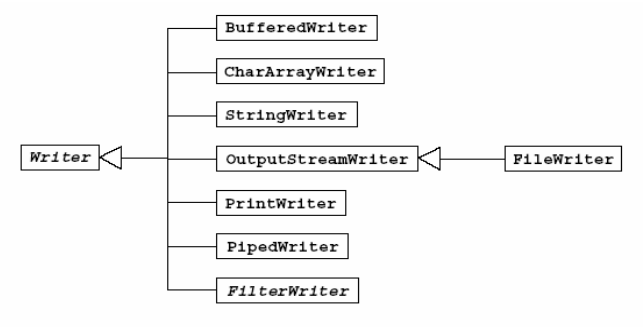 BufferedWriter
CharArrayWriter
StringWriter
Writer
OutputStreamWriter
FileWriter
PrintWriter
PipedWriter
FilterWriter